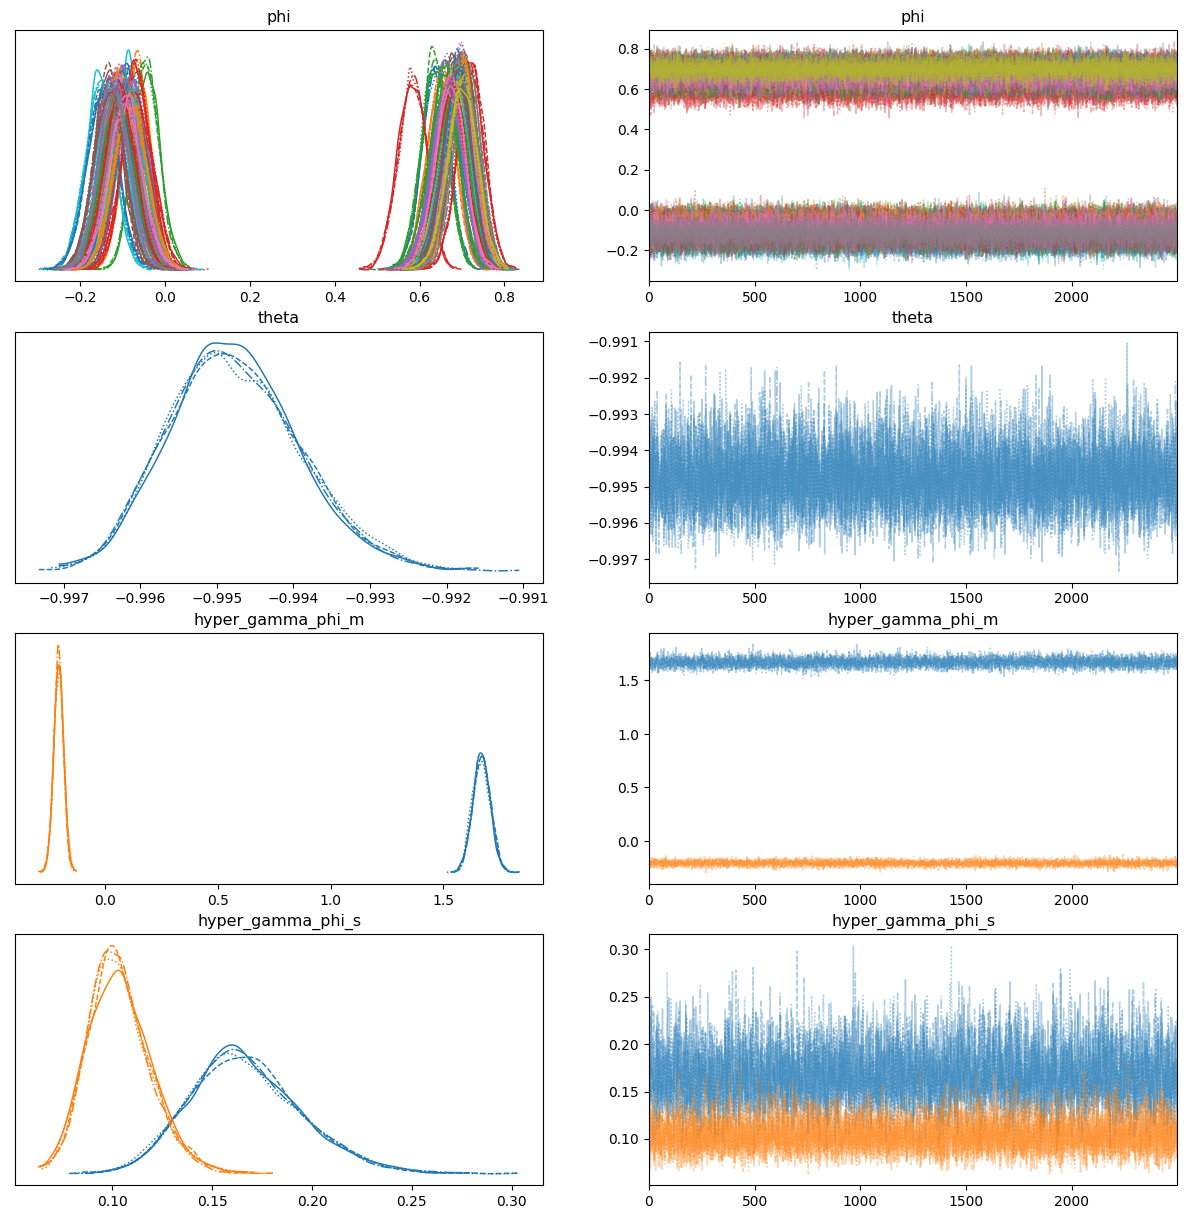 phi
phi
−0.2 0.0 0.2 0.4 0.6 0.8
0.8
0.6
0.4
0.2
0.0
−0.2
0 500 1000 1500 2000
theta
theta
−0.997 −0.996 −0.995 −0.994 −0.993 −0.992 −0.991
−0.991
−0.992
−0.993
−0.994
−0.995
−0.996
−0.997
0 500 1000 1500 2000
hyper_gamma_phi_m
hyper_gamma_phi_m
0.0 0.5 1.0 1.5
1.5
1.0
0.5
0.0
0 500 1000 1500 2000
hyper_gamma_phi_s
hyper_gamma_phi_s
0.10 0.15 0.20 0.25 0.30
0.30
0.25
0.20
0.15
0.10
0 500 1000 1500 2000